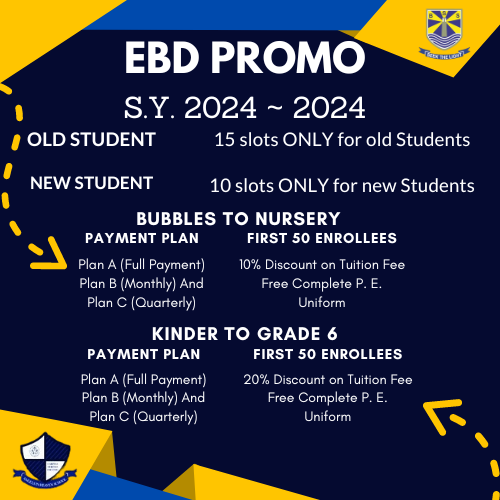 EBD PROMO
S.Y. 2024 ~ 2024
OLD STUDENT 15 slots ONLY for old Students
NEW STUDENT 10 slots ONLY for new Students
BUBBLES TO NURSERY
PAYMENT PLAN FIRST 50 ENROLLEES
Plan A (Full Payment) 10% Discount on Tuition Fee
Plan B (Monthly) And Free Complete P. E.
Plan C (Quarterly) Uniform
KINDER TO GRADE 6
PAYMENT PLAN FIRST 50 ENROLLEES
Plan A (Full Payment) 20% Discount on Tuition Fee
Plan B (Monthly) And Free Complete P. E.
Plan C (Quarterly) Uniform